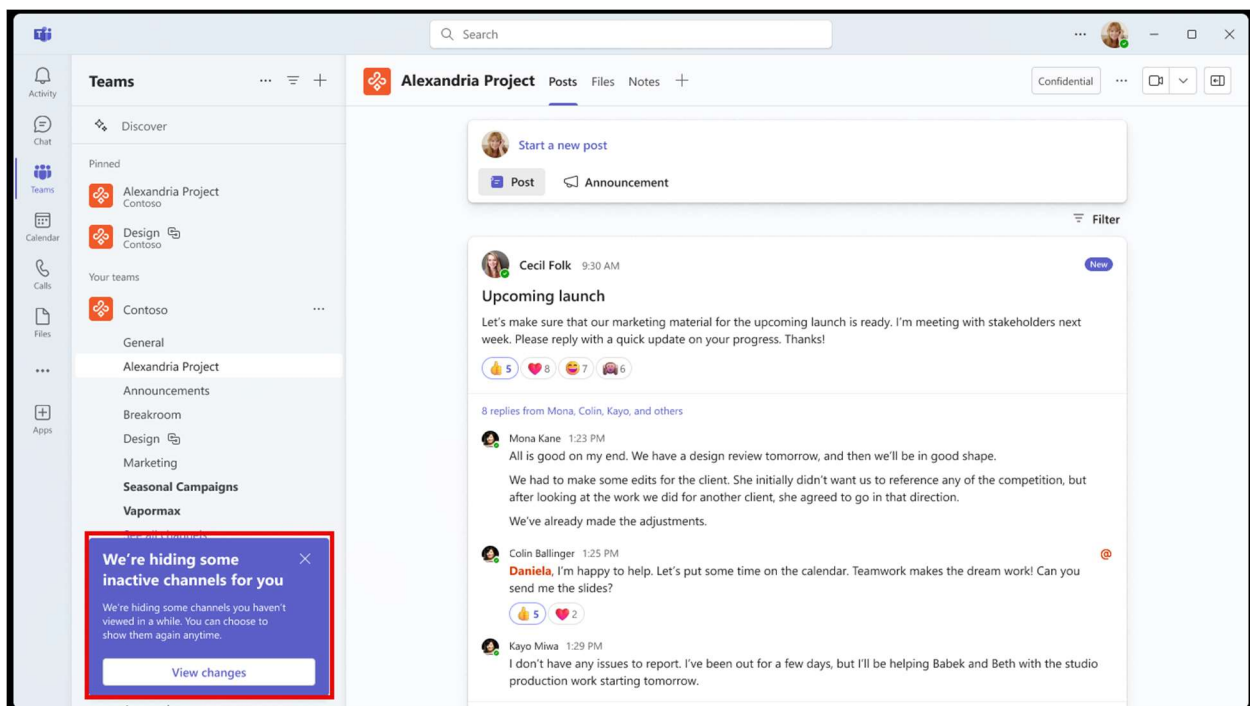 Search
Activity
Chat
Teams
Calendar
Calls
Files
Apps
Teams
Discover
Pinned
Alexandria Project
Contoso
Design
Contoso
Your teams
Contoso
General
Alexandria Project
Announcements
Breakroom
Design
Marketing
Seasonal Campaigns
Vapormax
See all channels
We're hiding some
inactive channels for you
We're hiding some channels you haven't
viewed in a while. You can choose to
show them again anytime.
View changes
Alexandria Project Posts Files Notes
Confidential
Start a new post
Post Announcement
Filter
Cecil Folk 9:30 AM
New
Upcoming launch
Let's make sure that our marketing material for the upcoming launch is ready. I'm meeting with stakeholders next
week. Please reply with a quick update on your progress. Thanks!
5 8 7 6
8 replies from Mona, Colin, Kayo, and others
Mona Kane 1:23 PM
All is good on my end. We have a design review tomorrow, and then we'll be in good shape.
We had to make some edits for the client. She initially didn't want us to reference any of the competition, but
after looking at the work we did for another client, she agreed to go in that direction.
We've already made the adjustments.
Colin Ballinger 1:25 PM
@
Daniela, I'm happy to help. Let's put some time on the calendar. Teamwork makes the dream work! Can you
send me the slides?
5 2
Kayo Miwa 1:29 PM
I don't have any issues to report. I've been out for a few days, but I'll be helping Babek and Beth with the studio
production work starting tomorrow.